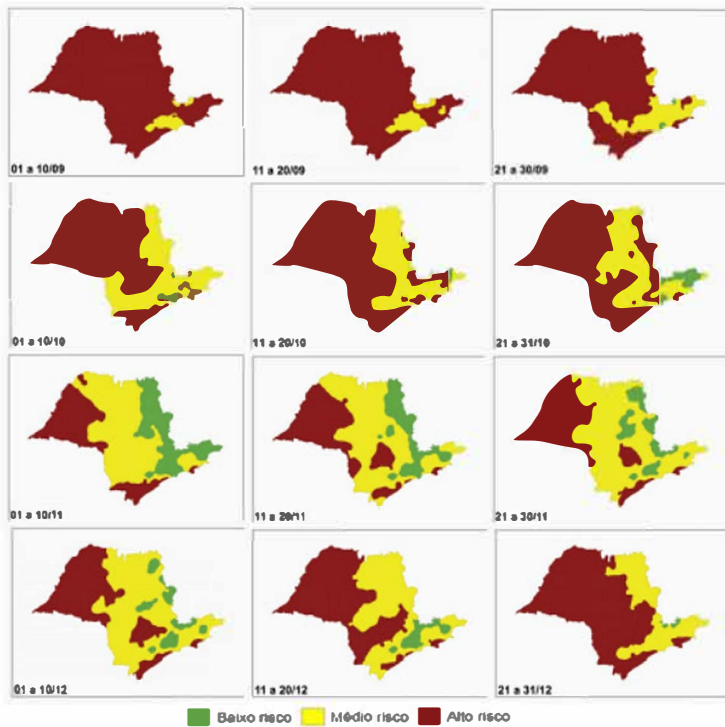 01 a 10/09
11 a 20/09
21 a 30/09
01 a 10/10
11 a 20/10
21 a 31/10
01 a 10/11
11 a 20/11
21 a 30/11
01 a 10/12
11 a 20/12
21 a 31/12
Baixo risco
Médio risco
Alto risco